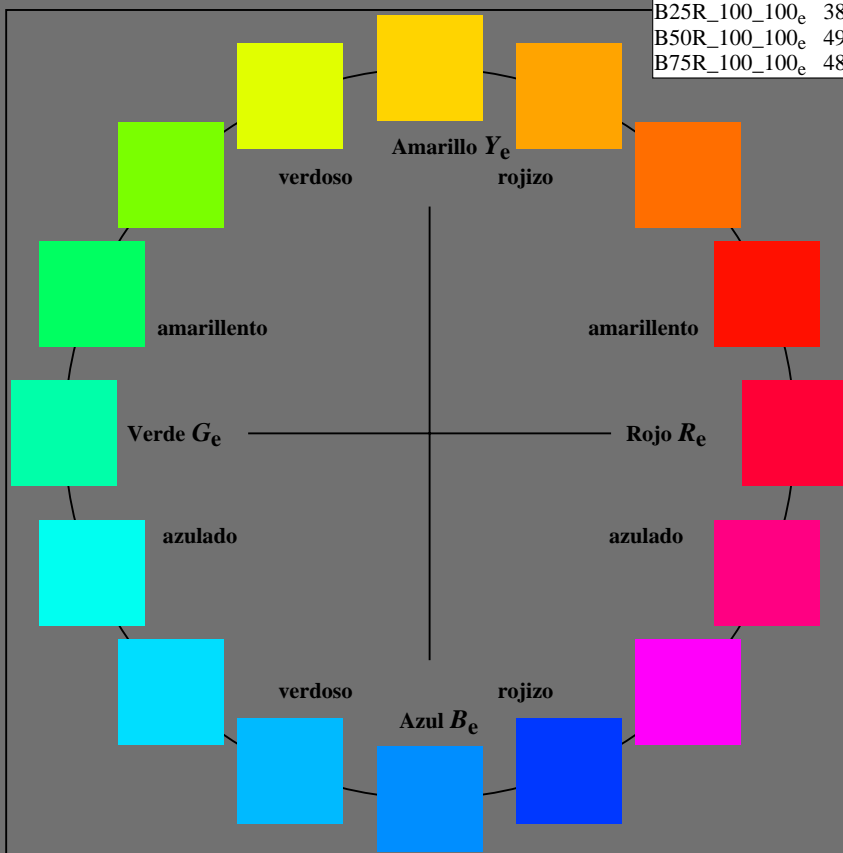 B25R_100_100e 38
B50R_100_100e 49
B75R_100_100e 48
Amarillo Ye
verdoso rojizo
amarillento amarillento
Verde Ge Rojo Re
azulado azulado
verdoso rojizo
Azul Be